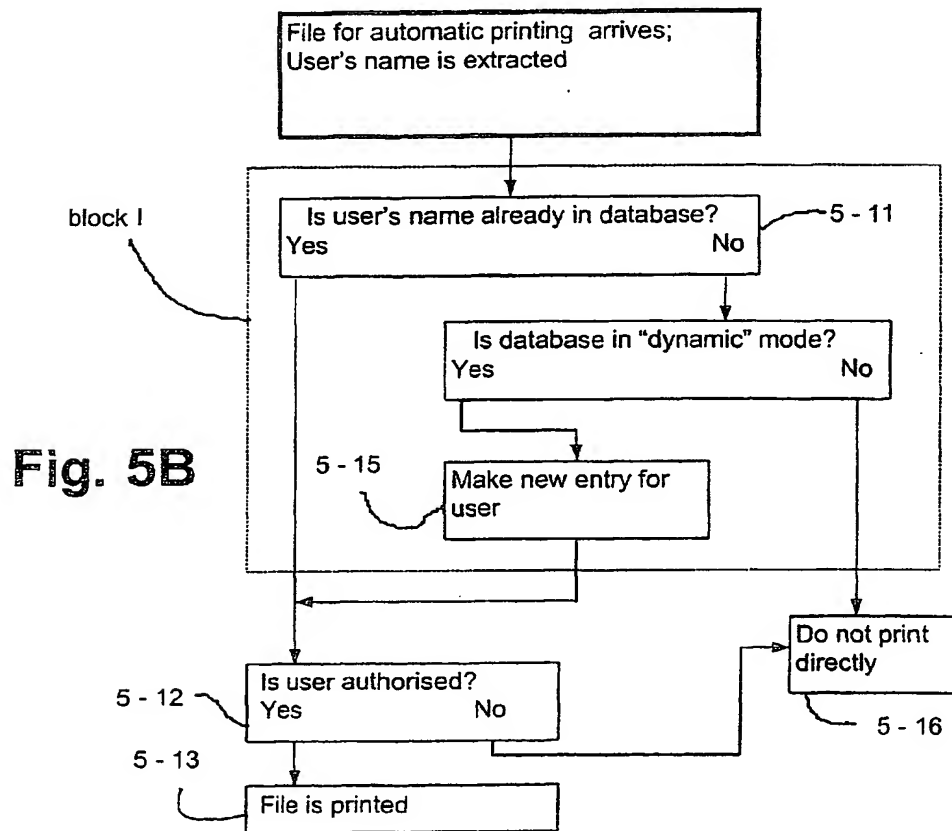 File for automatic printing arrives;
User's name is extracted
block I
Is user's name already in database?
Yes No
5 - 11
Is database in “dynamic” mode?
Yes No
Fig. 5B
5 - 15
Make new entry for
user
Do not print
directly
5 - 12
Is user authorised?
Yes No
5 - 16
5 - 13
File is printed